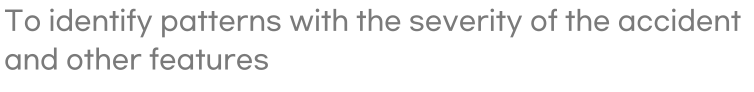 To identify patterns with the severity of the accident
and other features